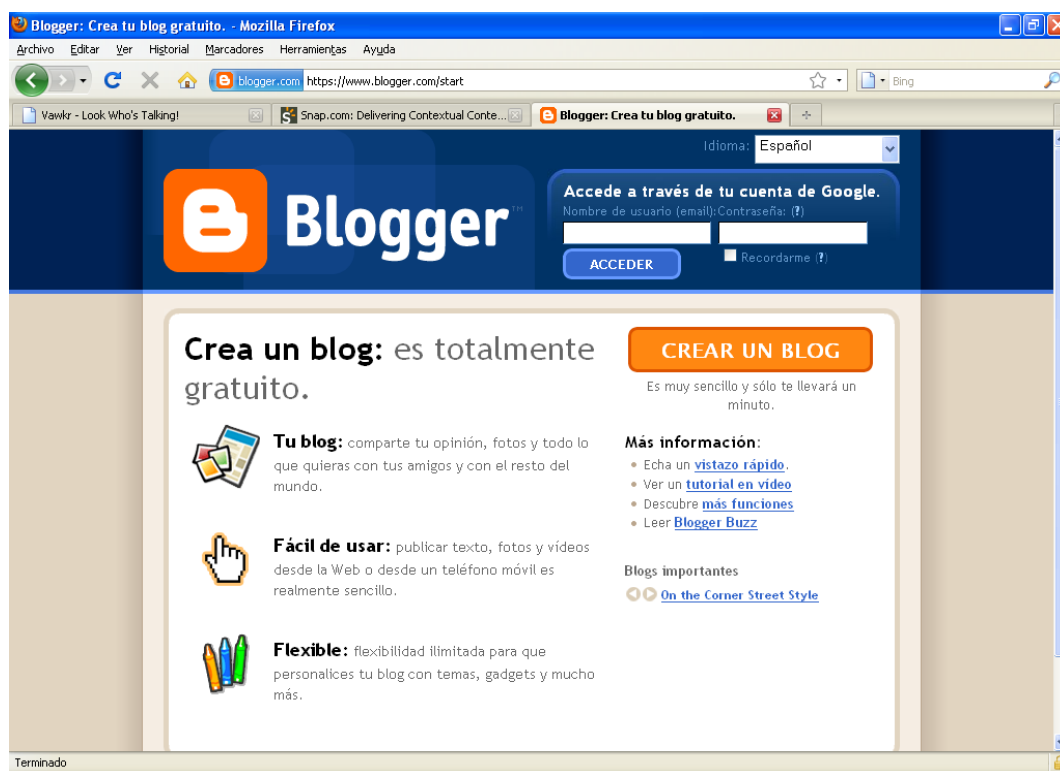 Blogger: Crea tu blog gratuito. - Mozilla Firefox
Archivo Editar Ver Historial Marcadores Herramientas Ayuda
blogger.com https://www.blogger.com/start Bing
Vawkr - Look Who's Talking! Snap.com: Delivering Contextual Conte... Blogger: Crea tu blog gratuito.
Idioma: Español
Blogger™
Accede a través de tu cuenta de Google.
Nombre de usuario (email): Contraseña: (?)
ACCEDER Recordarme (?)
Crea un blog: es totalmente
gratuito.
Tu blog: comparte tu opinión, fotos y todo lo
que quieras con tus amigos y con el resto del
mundo.
Fácil de usar: publicar texto, fotos y vídeos
desde la Web o desde un teléfono móvil es
realmente sencillo.
Flexible: flexibilidad ilimitada para que
personalices tu blog con temas, gadgets y mucho
más.
CREAR UN BLOG
Es muy sencillo y sólo te llevará un
minuto.
Más información:
Echa un vistazo rápido.
Ver un tutorial en vídeo
Descubre más funciones
Leer Blogger Buzz
Blogs importantes
On the Corner Street Style
Terminado